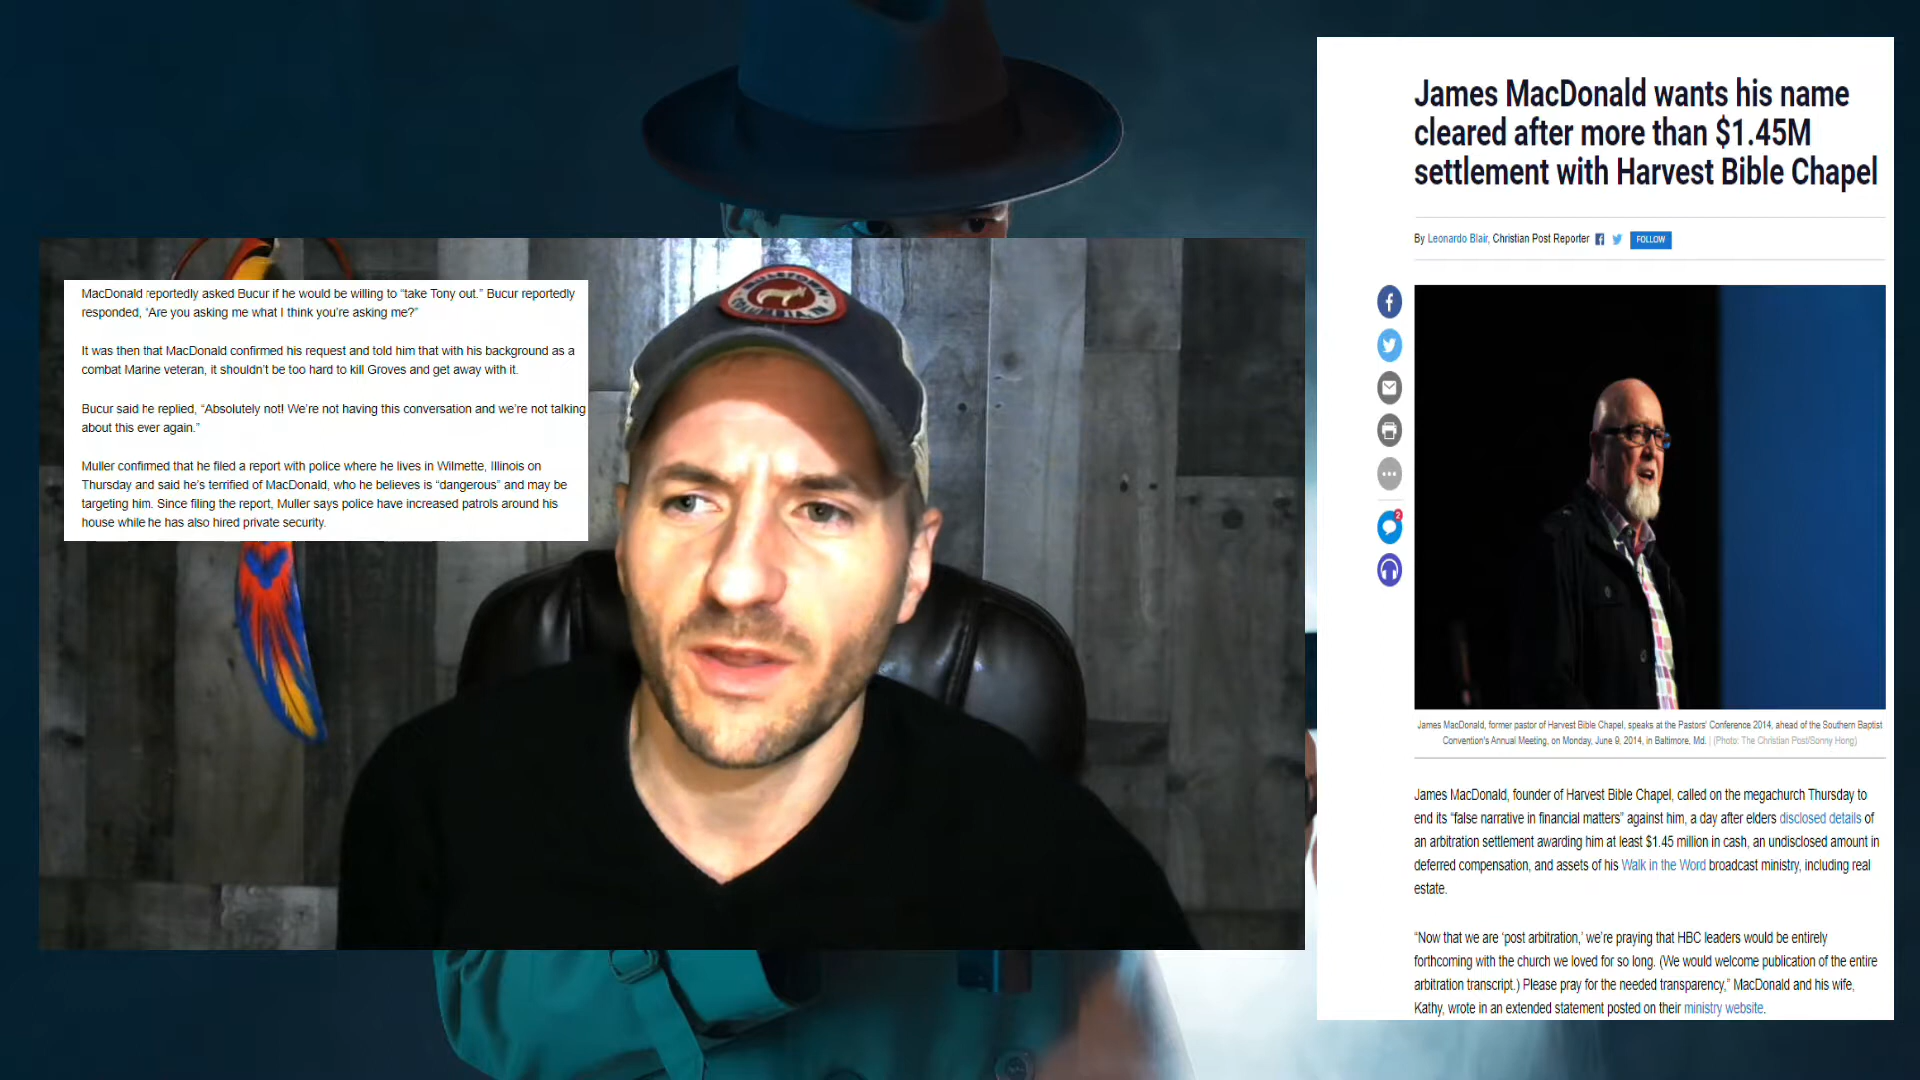 MacDonald reportedly asked Bucur if he would be willing to “take Tony out.” Bucur reportedly
responded, ‘Are you asking me what I think you’re asking me?”
It was then that MacDonald confirmed his request and told him that with his background as a
combat Marine veteran, it shouldn’t be too hard to kill Groves and get away with it.
Bucur said he replied, “Absolutely not! We’re not having this conversation and we’re not talking
about this ever again.”
Muller confirmed that he filed a report with police where he lives in Wilmette, Illinois on
Thursday and said he’s terrified of MacDonald, who he believes is “dangerous” and may be
targeting him. Since filing the report, Muller says police have increased patrols around his
house while he has also hired private security.
COLUMBIA, TN
James MacDonald wants his name
cleared after more than $1.45M
settlement with Harvest Bible Chapel
By Leonardo Blair, Christian Post Reporter
FOLLOW
2
James MacDonald, former pastor of Harvest Bible Chapel, speaks at the Pastors' Conference 2014, ahead of the Southern Baptist
Convention's Annual Meeting, on Monday, June 9, 2014, in Baltimore, Md. | (Photo: The Christian Post/Sonny Hong)
James MacDonald, founder of Harvest Bible Chapel, called on the megachurch Thursday to
end its “false narrative in financial matters” against him, a day after elders disclosed details of
an arbitration settlement awarding him at least $1.45 million in cash, an undisclosed amount in
deferred compensation, and assets of his Walk in the Word broadcast ministry, including real
estate.
“Now that we are ‘post arbitration,’ we’re praying that HBC leaders would be entirely
forthcoming with the church we loved for so long. (We would welcome publication of the entire
arbitration transcript.) Please pray for the needed transparency,” MacDonald and his wife,
Kathy, wrote in an extended statement posted on their ministry website.